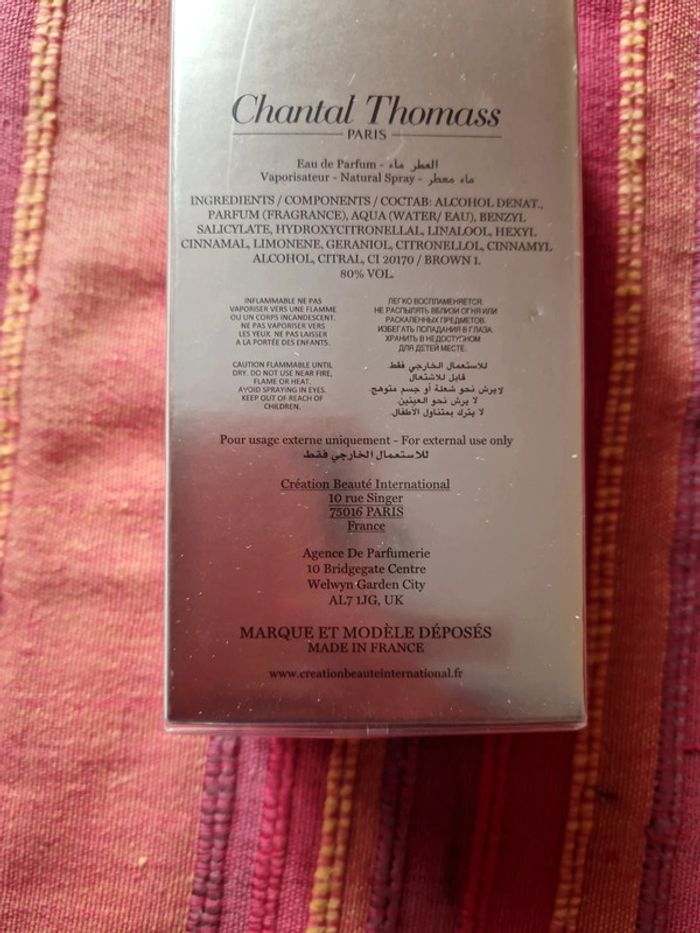 Chantal Thomass
PARIS
Eau de Parfum - العطر ماء
Vaporisateur - Natural Spray - ماء معطر
INGREDIENTS / COMPONENTS / COCTAB: ALCOHOL DENAT.,
PARFUM (FRAGRANCE), AQUA (WATER/ EAU), BENZYL
SALICYLATE, HYDROXYCITRONELLAL, LINALOOL, HEXYL
CINNAMAL, LIMONENE, GERANIOL, CITRONELLOL, CINNAMYL
ALCOHOL, CITRAL, CI 20170 / BROWN 1.
80% VOL.
INFLAMMABLE NE PAS
VAPORISER VERS UNE FLAMME
OU UN CORPS INCANDESCENT.
NE PAS VAPORISER VERS
LES YEUX. NE PAS LAISSER
A LA PORTÉE DES ENFANTS.
ЛЕГКО ВОСПЛАМЕНЯЕТСЯ.
НЕ РАСПЫЛЯТЬ ВБЛИЗИ ОГНЯ ИЛИ
РАСКАЛЕННЫХ ПРЕДМЕТОВ.
ИЗБЕГАТЬ ПОПАДАНИЯ В ГЛАЗА.
ХРАНИТЬ В НЕДОСТУПНОМ
ДЛЯ ДЕТЕЙ МЕСТЕ.
CAUTION FLAMMABLE UNTIL
DRY. DO NOT USE NEAR FIRE,
FLAME OR HEAT.
AVOID SPRAYING IN EYES.
KEEP OUT OF REACH OF
CHILDREN.
للاستعمال الخارجي فقط.
قابل للاشتعال
لايرش نحو شعلة أو جسم متوهج.
لا يرش نحو العينين.
لا يترك بمتناول الأطفال.
Pour usage externe uniquement - For external use only
للاستعمال الخارجي فقط
Création Beauté International
10 rue Singer
75016 PARIS
France
Agence De Parfumerie
10 Bridgegate Centre
Welwyn Garden City
AL7 1JG, UK
MARQUE ET MODÈLE DÉPOSÉS
MADE IN FRANCE
www.creationbeauteinternational.fr